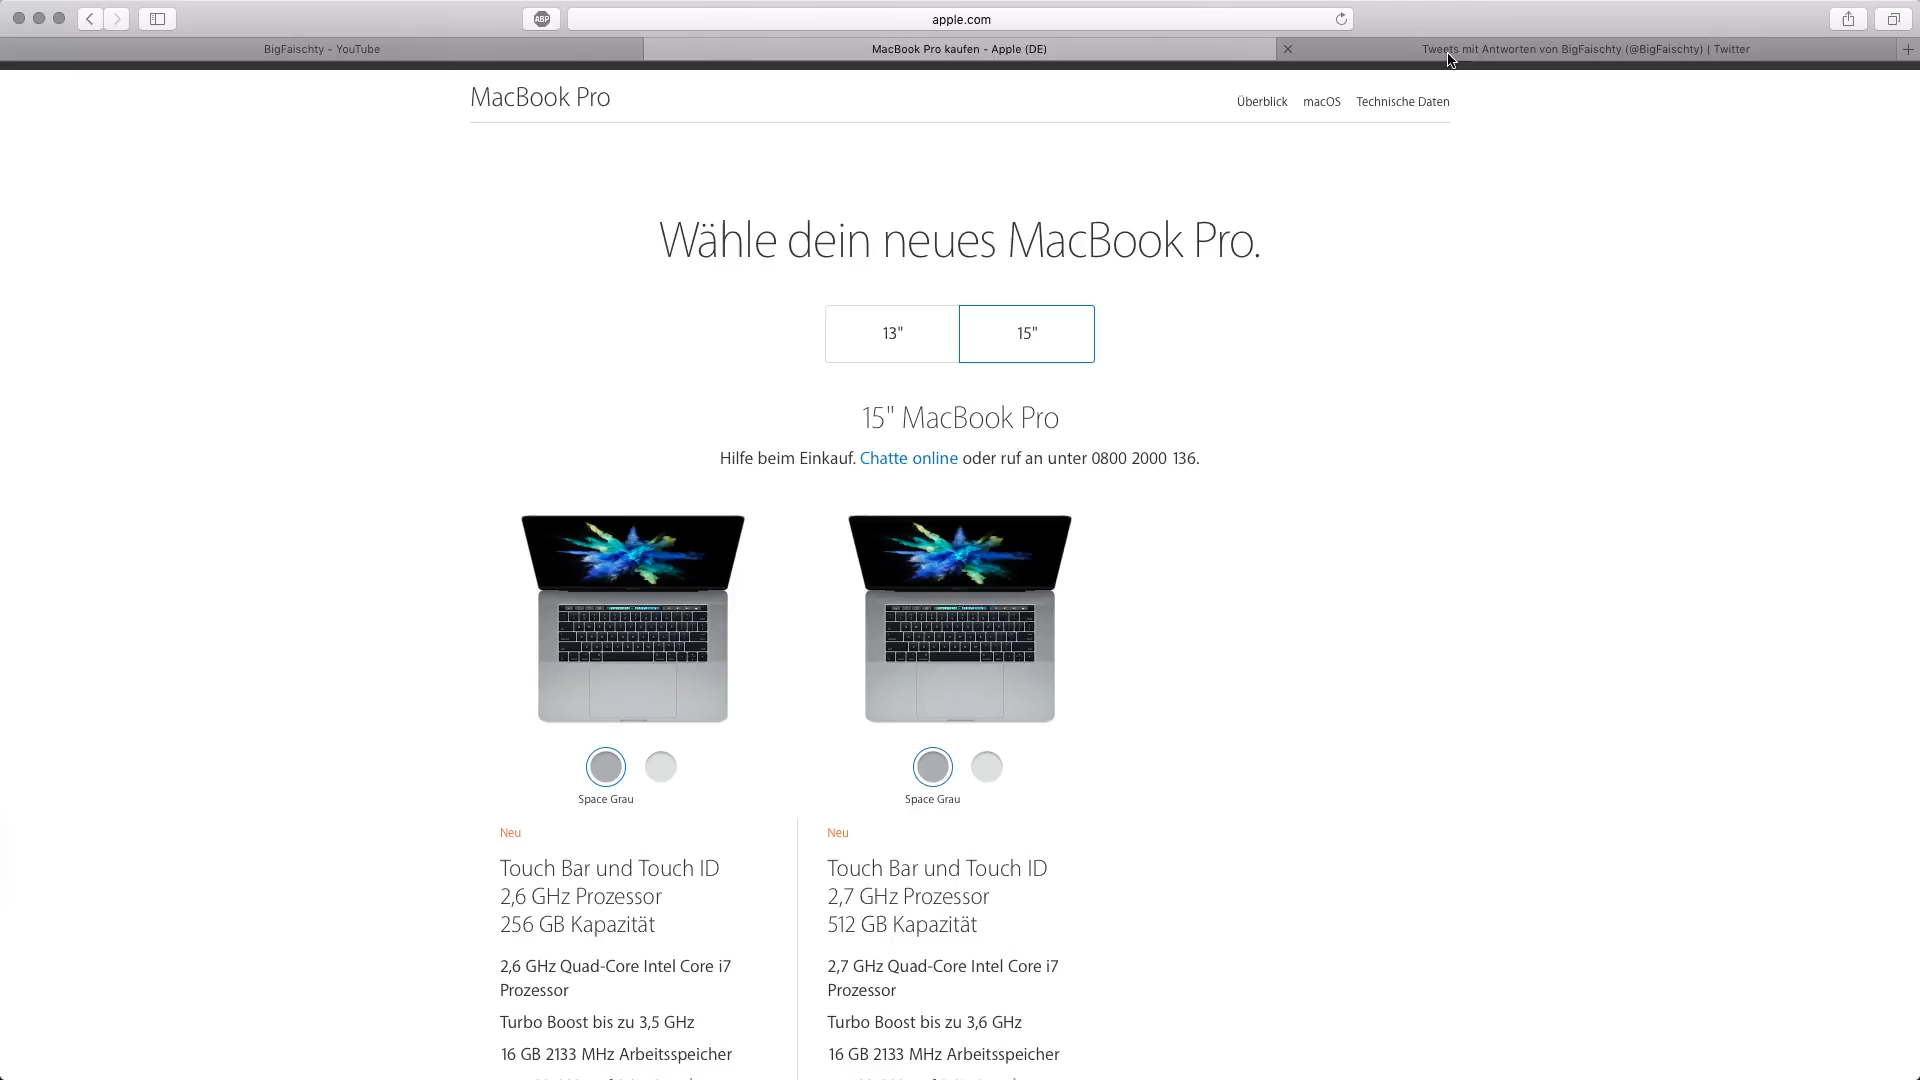 ABP
apple.com
BigFaischty - YouTube
MacBook Pro kaufen - Apple (DE)
Tweets mit Antworten von BigFaischty (@BigFaischty) | Twitter
MacBook Pro
Überblick
macOS
Technische Daten
Wähle dein neues MacBook Pro.
13"
15"
15" MacBook Pro
Hilfe beim Einkauf. Chatte online oder ruf an unter 0800 2000 136.
Space Grau
Space Grau
Neu
Touch Bar und Touch ID
2,6 GHz Prozessor
256 GB Kapazität
2,6 GHz Quad-Core Intel Core i7
Prozessor
Turbo Boost bis zu 3,5 GHz
16 GB 2133 MHz Arbeitsspeicher
Neu
Touch Bar und Touch ID
2,7 GHz Prozessor
512 GB Kapazität
2,7 GHz Quad-Core Intel Core i7
Prozessor
Turbo Boost bis zu 3,6 GHz
16 GB 2133 MHz Arbeitsspeicher